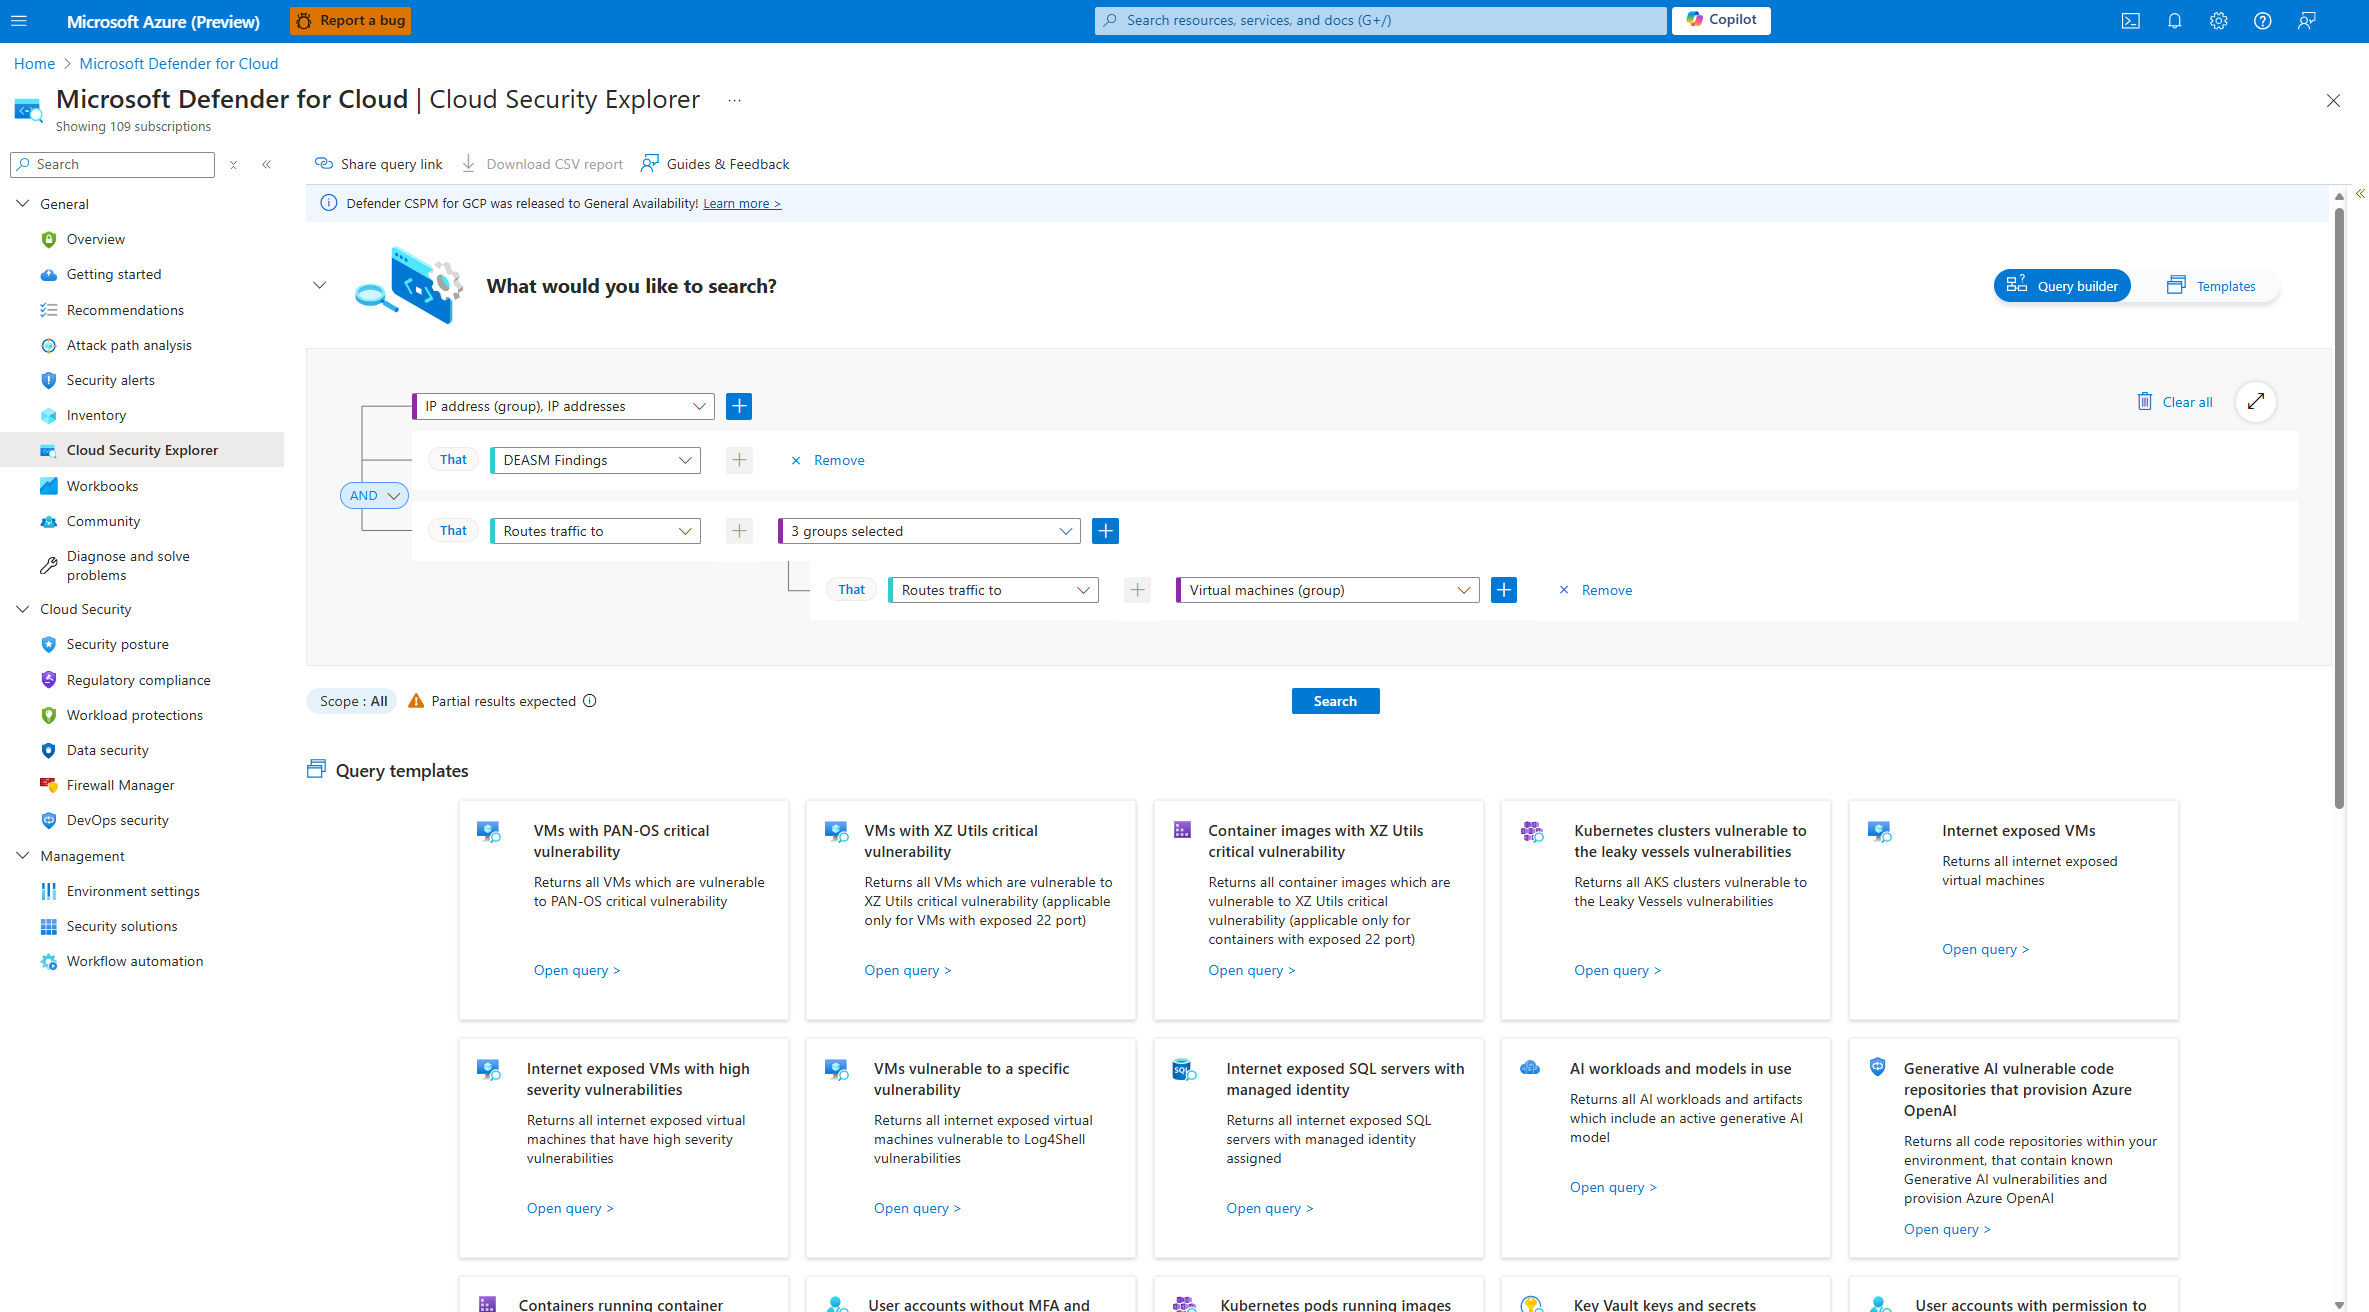 Microsoft Azure (Preview)
Report a bug
Search resources, services, and docs (G+/)
Copilot
Home > Microsoft Defender for Cloud
Microsoft Defender for Cloud | Cloud Security Explorer ...
Showing 109 subscriptions
Search
Share query link
Download CSV report
Guides & Feedback
General
Overview
Getting started
Recommendations
Attack path analysis
Security alerts
Inventory
Cloud Security Explorer
Workbooks
Community
Diagnose and solve
problems
Cloud Security
Security posture
Regulatory compliance
Workload protections
Data security
Firewall Manager
DevOps security
Management
Environment settings
Security solutions
Workflow automation
Defender CSPM for GCP was released to General Availability! Learn more >
What would you like to search?
Query builder
Templates
IP address (group), IP addresses
Clear all
That
DEASM Findings
Remove
AND
That
Routes traffic to
3 groups selected
That
Routes traffic to
Virtual machines (group)
Remove
Scope : All
Partial results expected
Search
Query templates
VMs with PAN-OS critical
vulnerability
Returns all VMs which are vulnerable
to PAN-OS critical vulnerability
Open query >
VMs with XZ Utils critical
vulnerability
Returns all VMs which are vulnerable to
XZ Utils critical vulnerability (applicable
only for VMs with exposed 22 port)
Open query >
Container images with XZ Utils
critical vulnerability
Returns all container images which are
vulnerable to XZ Utils critical
vulnerability (applicable only for
containers with exposed 22 port)
Open query >
Kubernetes clusters vulnerable to
the leaky vessels vulnerabilities
Returns all AKS clusters vulnerable to
the Leaky Vessels vulnerabilities
Open query >
Internet exposed VMs
Returns all internet exposed
virtual machines
Open query >
Internet exposed VMs with high
severity vulnerabilities
Returns all internet exposed virtual
machines that have high severity
vulnerabilities
Open query >
VMs vulnerable to a specific
vulnerability
Returns all internet exposed virtual
machines vulnerable to Log4Shell
vulnerabilities
Open query >
SQL
Internet exposed SQL servers with
managed identity
Returns all internet exposed SQL
servers with managed identity
assigned
Open query >
AI workloads and models in use
Returns all AI workloads and artifacts
which include an active generative AI
model
Open query >
Generative AI vulnerable code
repositories that provision Azure
OpenAI
Returns all code repositories within your
environment, that contain known
Generative AI vulnerabilities and
provision Azure OpenAI
Open query >
Containers running container
User accounts without MFA and
Kubernetes pods running images
Key Vault keys and secrets
User accounts with permission to